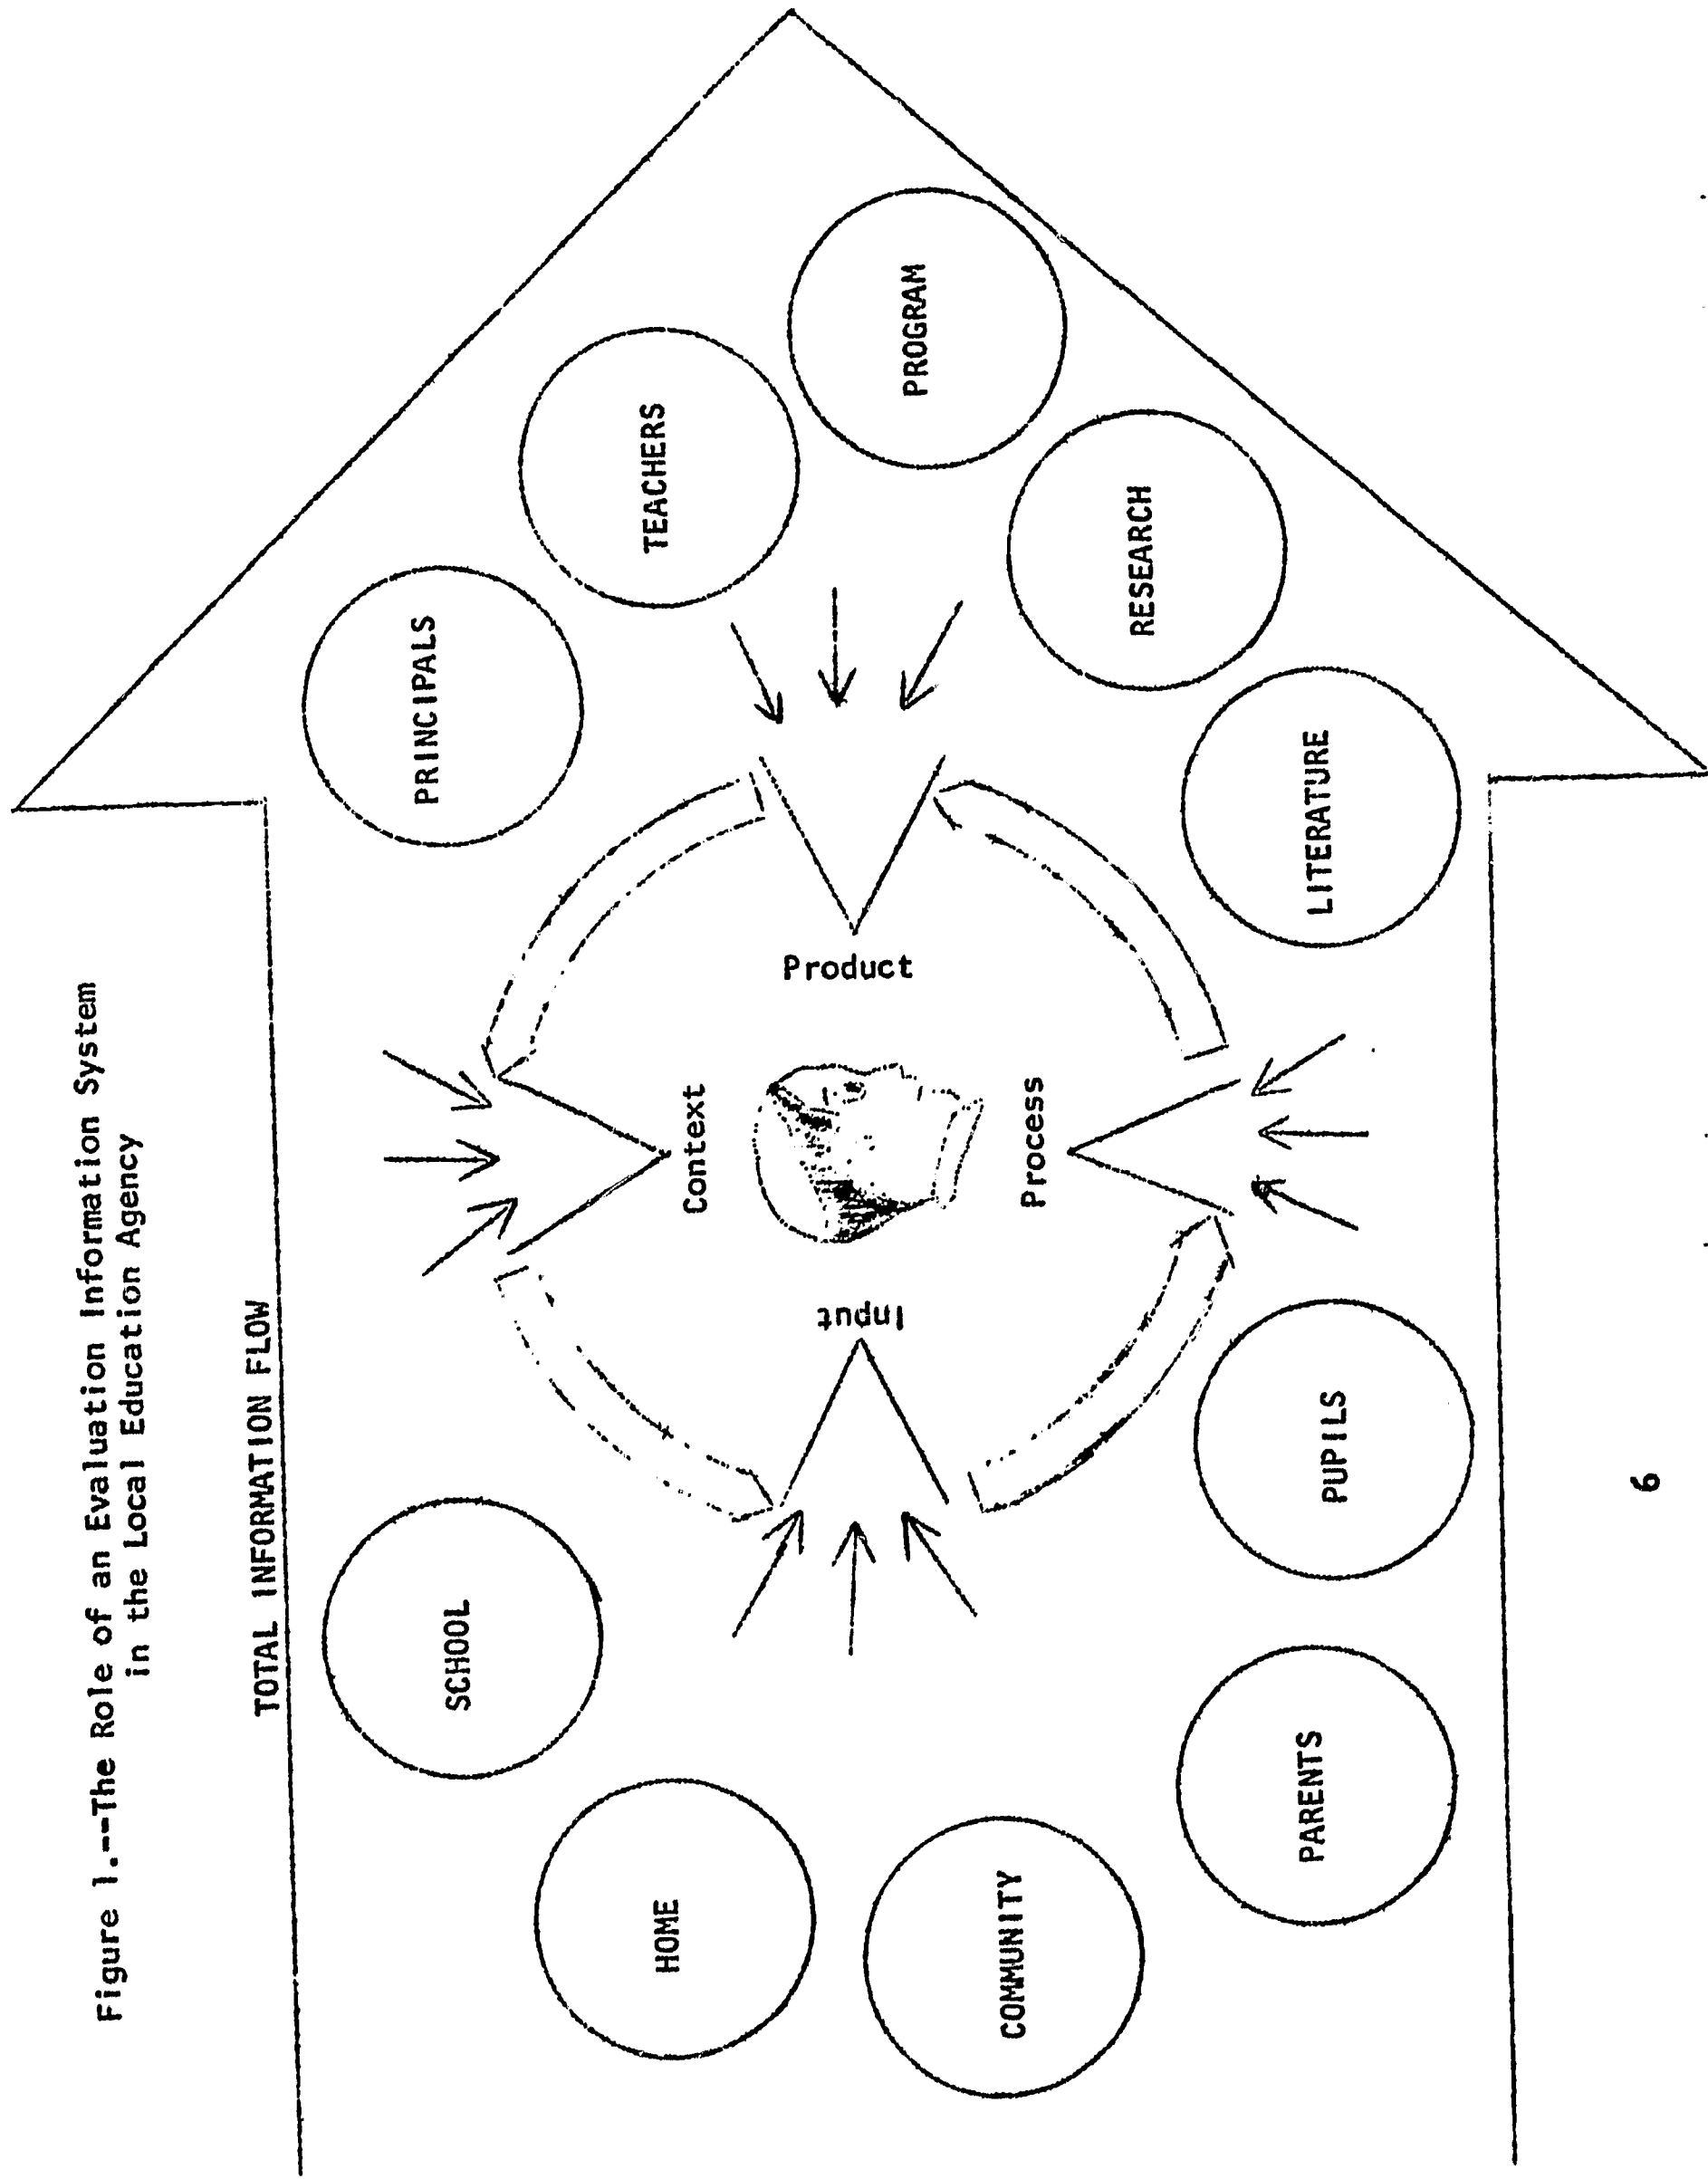 Figure 1.--The Role of an Evaluation Information System
in the Local Education Agency
TOTAL INFORMATION FLOW
SCHOOL
PRINCIPALS
HOME
TEACHERS
Context
Input
Product
PROGRAM
COMMUNITY
Process
RESEARCH
PARENTS
PUPILS
LITERATURE
6